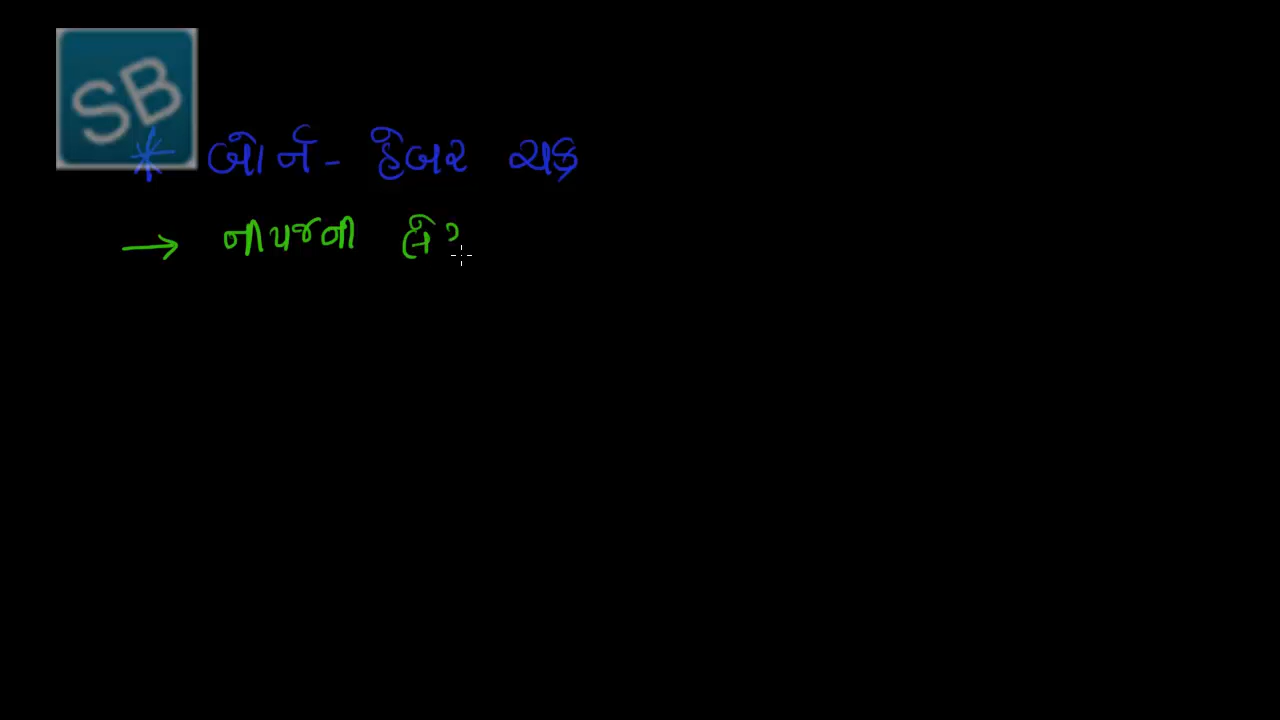 SB
* બોર્ન - હેબર ચક્ર
→ નીપજની